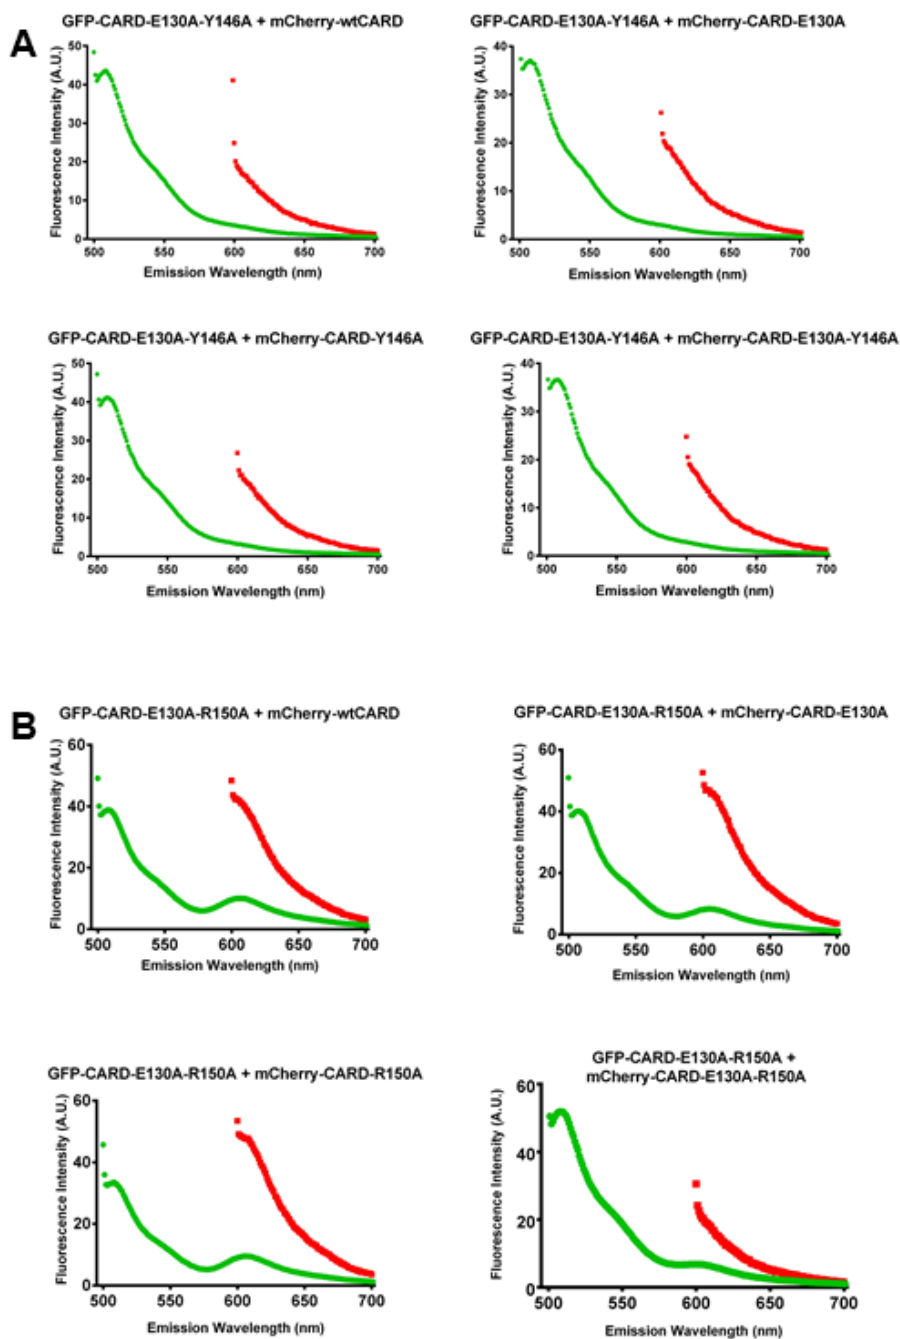 A
GFP-CARD-E130A-Y146A + mCherry-wtCARD
Fluorescence Intensity (A.U.)
50
40
30
20
10
0
500 550 600 650 700
Emission Wavelength (nm)
GFP-CARD-E130A-Y146A + mCherry-CARD-E130A
Fluorescence Intensity (A.U.)
40
30
20
10
0
500 550 600 650 700
Emission Wavelength (nm)
GFP-CARD-E130A-Y146A + mCherry-CARD-Y146A
Fluorescence Intensity (A.U.)
50
40
30
20
10
0
500 550 600 650 700
Emission Wavelength (nm)
GFP-CARD-E130A-Y146A + mCherry-CARD-E130A-Y146A
Fluorescence Intensity (A.U.)
40
30
20
10
0
500 550 600 650 700
Emission Wavelength (nm)
B
GFP-CARD-E130A-R150A + mCherry-wtCARD
Fluorescence Intensity (A.U.)
60
40
20
0
500 550 600 650 700
Emission Wavelength (nm)
GFP-CARD-E130A-R150A + mCherry-CARD-E130A
Fluorescence Intensity (A.U.)
60
40
20
0
500 550 600 650 700
Emission Wavelength (nm)
GFP-CARD-E130A-R150A + mCherry-CARD-R150A
Fluorescence Intensity (A.U.)
60
40
20
0
500 550 600 650 700
Emission Wavelength (nm)
GFP-CARD-E130A-R150A +
mCherry-CARD-E130A-R150A
Fluorescence Intensity (A.U.)
60
40
20
0
500 550 600 650 700
Emission Wavelength (nm)